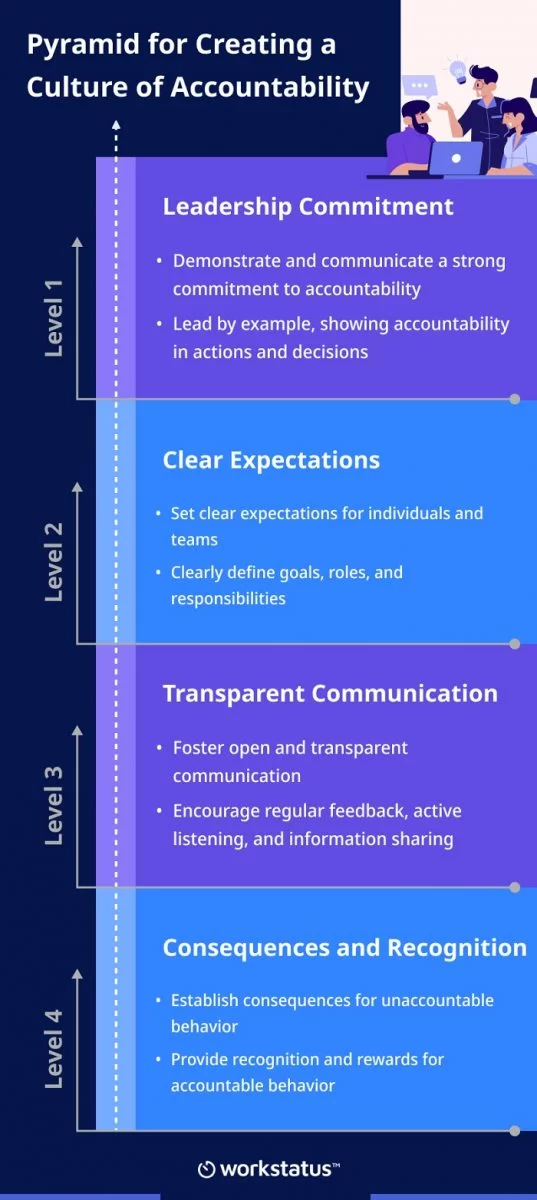 Pyramid for Creating a
Culture of Accountability
Level 1
Leadership Commitment
• Demonstrate and communicate a strong
commitment to accountability
• Lead by example, showing accountability
in actions and decisions
Level 2
Clear Expectations
• Set clear expectations for individuals and
teams
• Clearly define goals, roles, and
responsibilities
Level 3
Transparent Communication
• Foster open and transparent
communication
• Encourage regular feedback, active
listening, and information sharing
Level 4
Consequences and Recognition
• Establish consequences for unaccountable
behavior
• Provide recognition and rewards for
accountable behavior
workstatus™